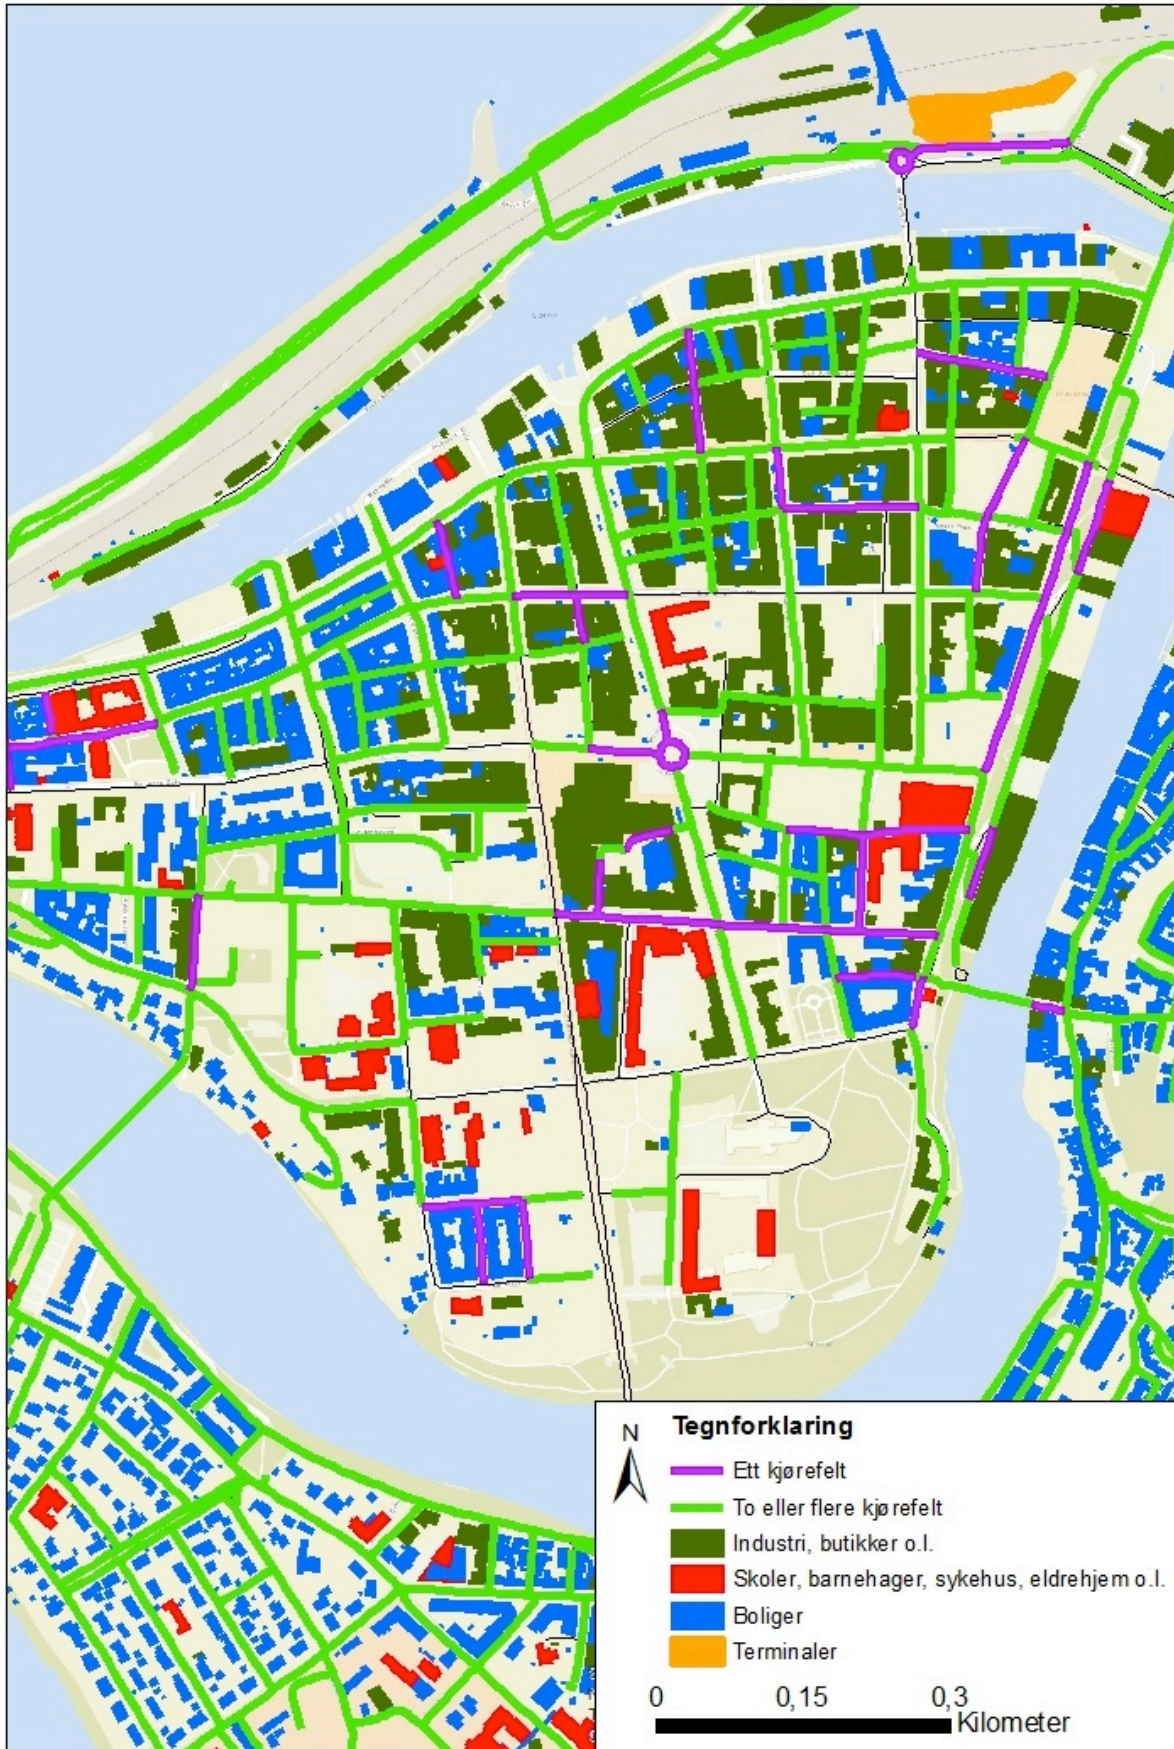 N
Tegnforklaring
Ett kjørefelt
To eller flere kjørefelt
Industri, butikker o.l.
Skoler, barnehager, sykehus, eldrehjem o.l.
Boliger
Terminaler
0 0,15 0,3
Kilometer